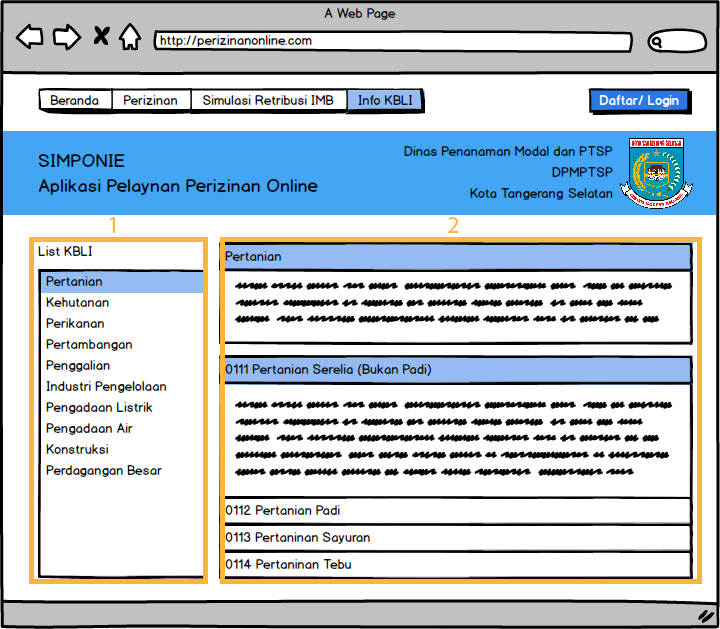 A Web Page
http://perizinanonline.com
Beranda
Perizinan
Simulasi Retribusi IMB
Info KBLI
Daftar/ Login
SIMPONIE
Aplikasi Pelaynan Perizinan Online
Dinas Penanaman Modal dan PTSP
DPMPTSP
Kota Tangerang Selatan
1
2
List KBLI
Pertanian
Kehutanan
Perikanan
Pertambangan
Penggalian
Industri Pengelolaan
Pengadaan Listrik
Pengadaan Air
Konstruksi
Perdagangan Besar
Pertanian
0111 Pertanian Serelia (Bukan Padi)
0112 Pertanian Padi
0113 Pertaninan Sayuran
0114 Pertaninan Tebu